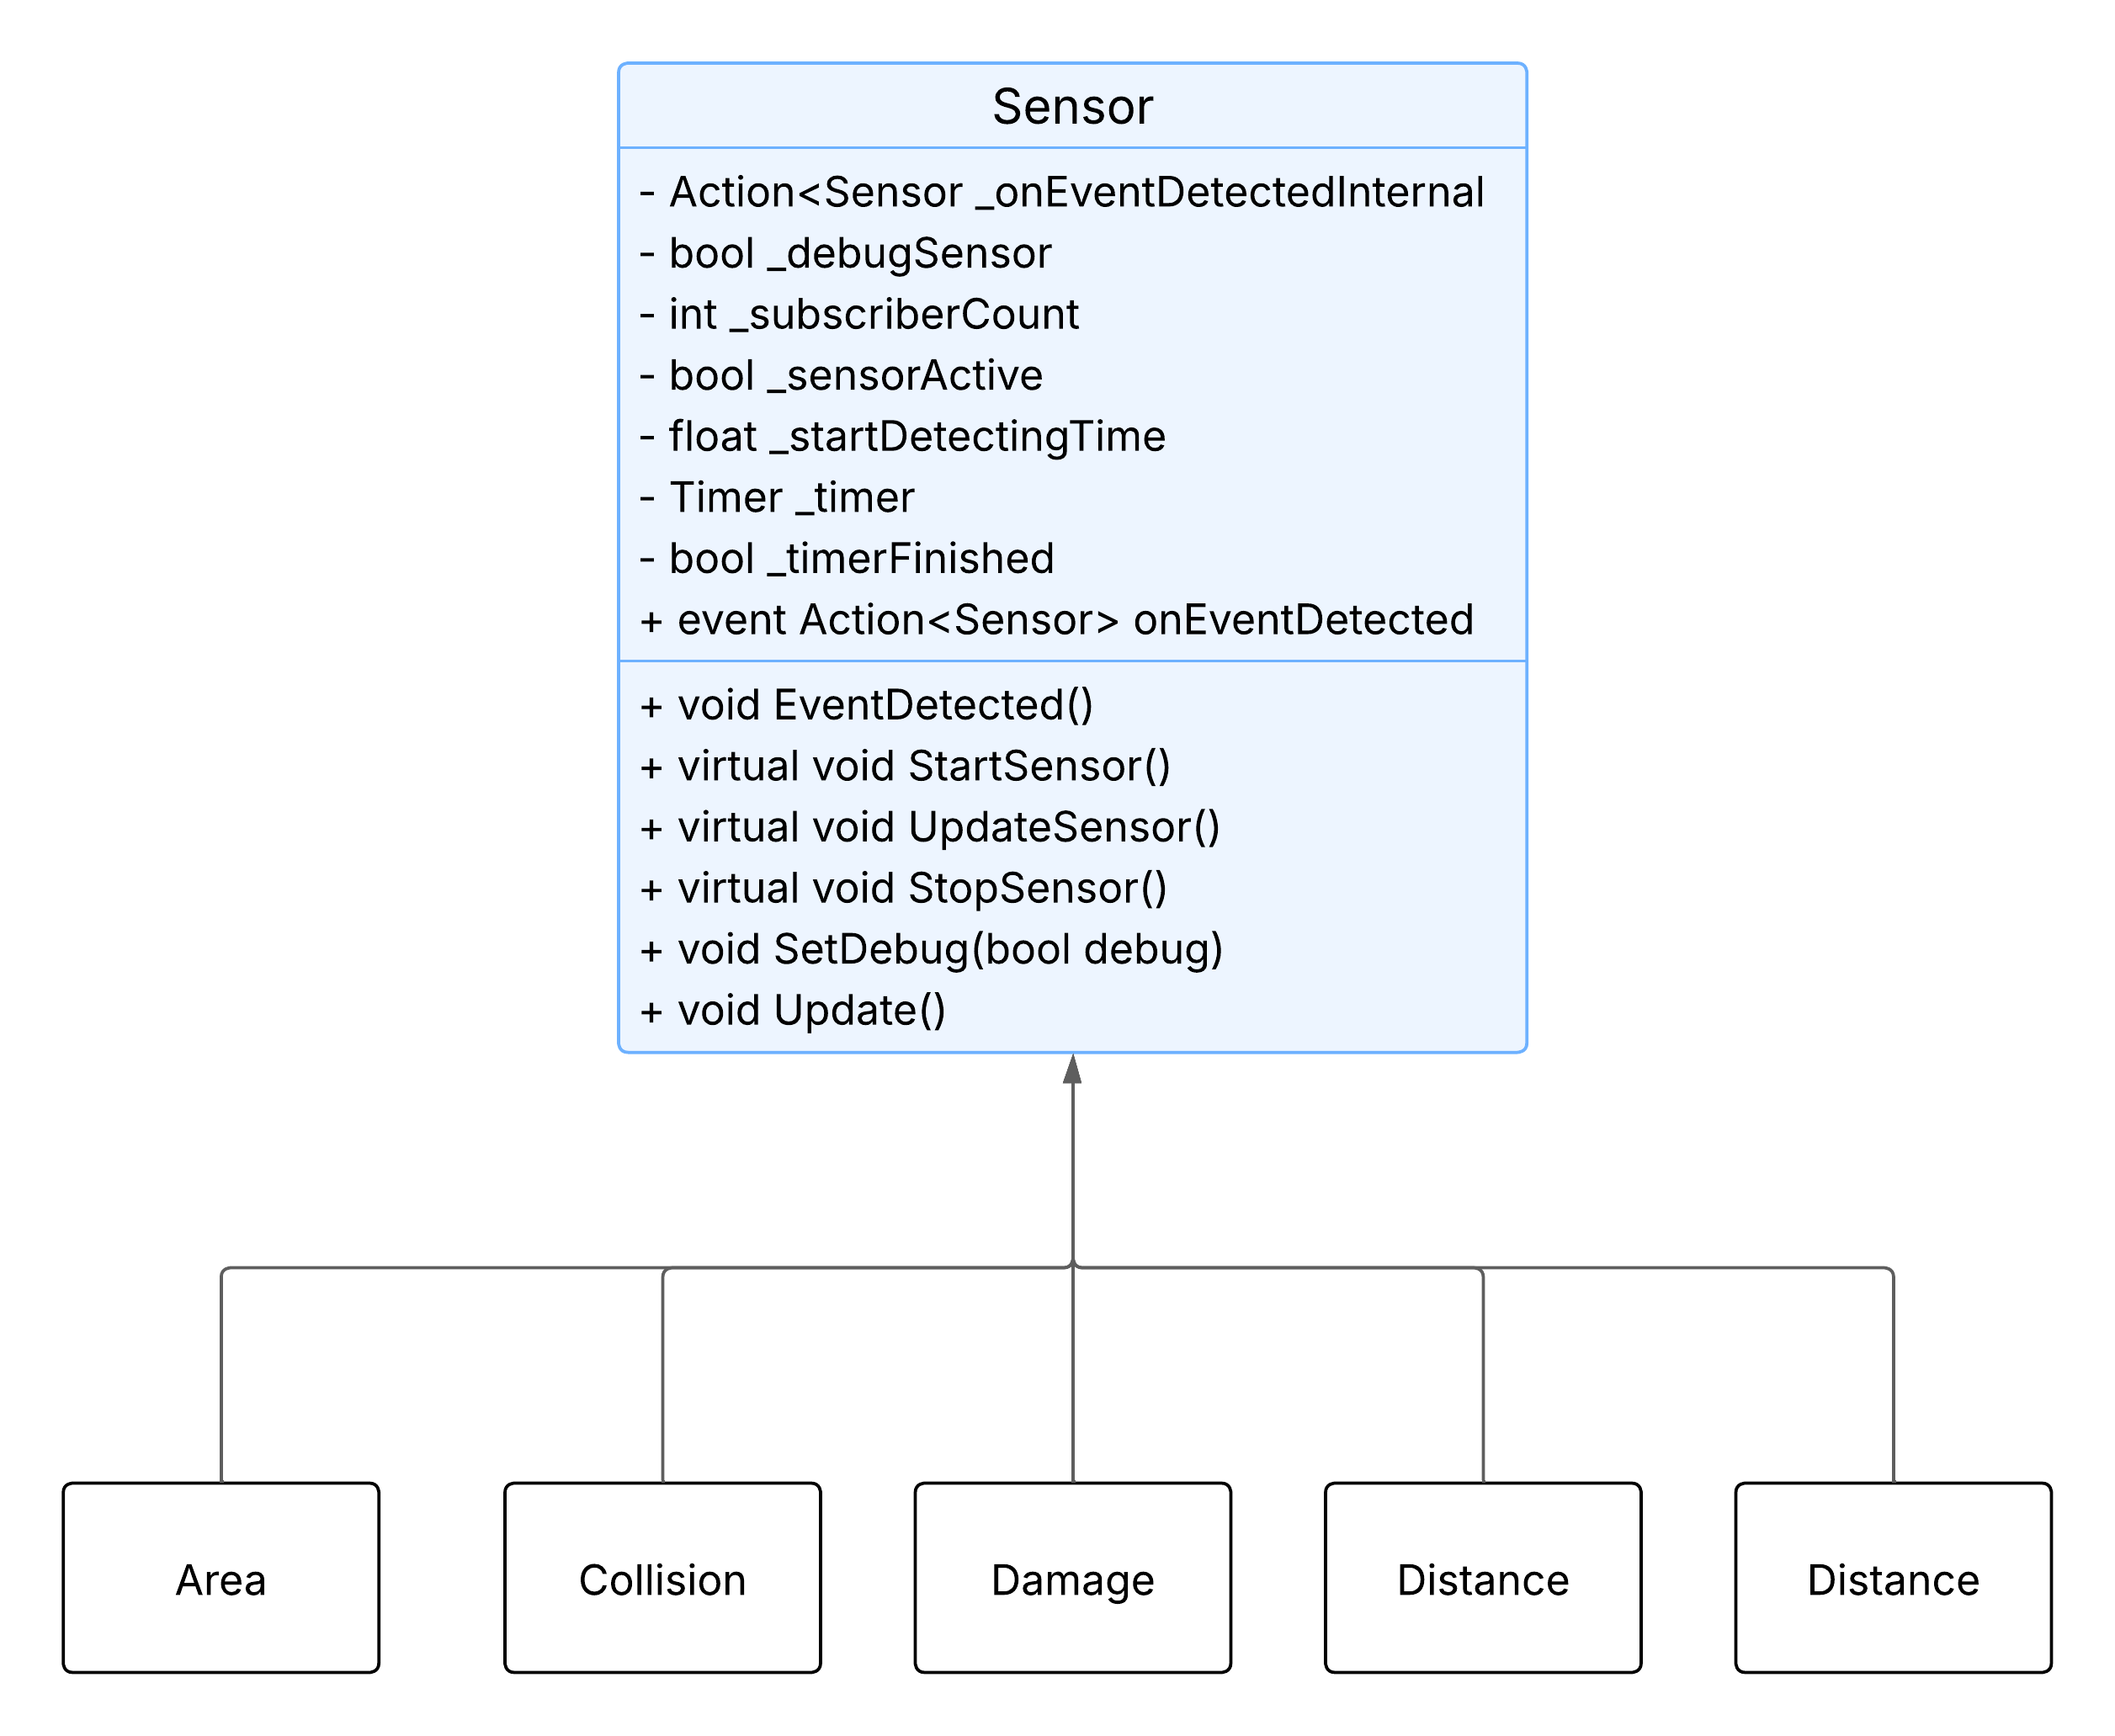 Sensor
- Action<Sensor _onEventDetectedInternal
- bool _debugSensor
- int _subscriberCount
- bool _sensorActive
- float _startDetectingTime
- Timer _timer
- bool _timerFinished
+ event Action<Sensor> onEventDetected
+ void EventDetected()
+ virtual void StartSensor()
+ virtual void UpdateSensor()
+ virtual void StopSensor()
+ void SetDebug(bool debug)
+ void Update()
Area
Collision
Damage
Distance
Distance